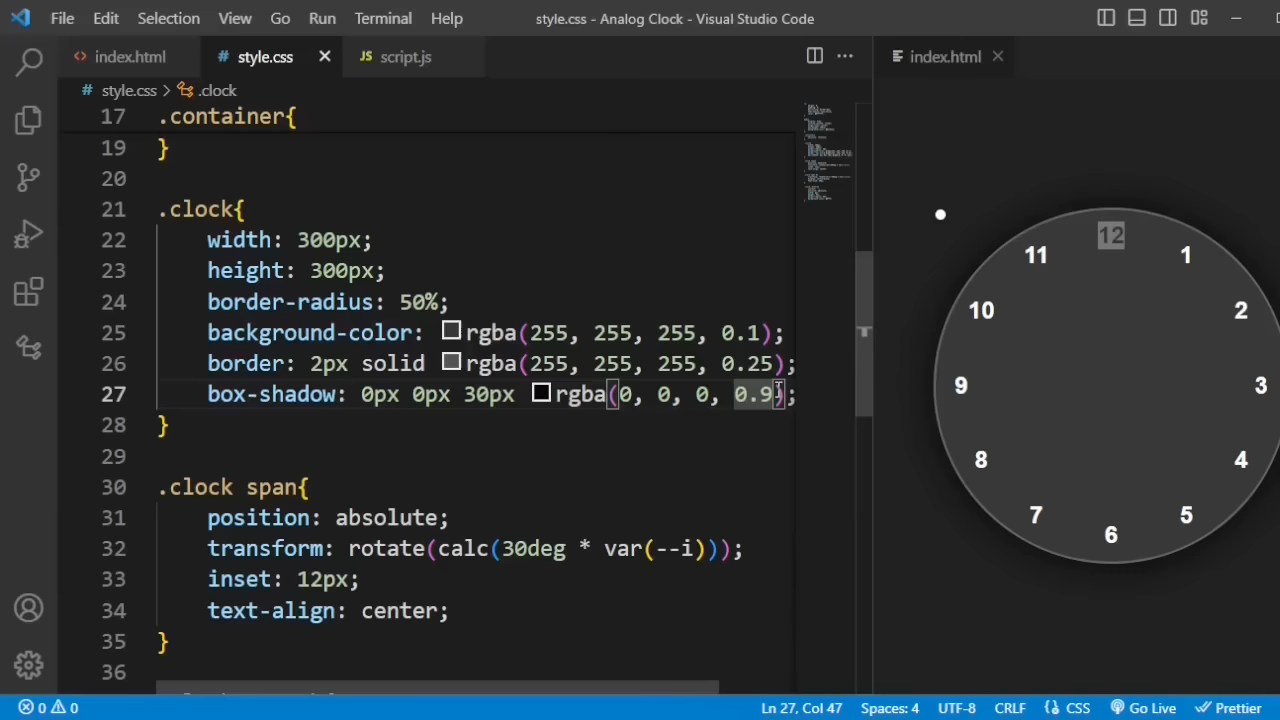 File Edit Selection View Go Run Terminal Help style.css - Analog Clock - Visual Studio Code
<> index.html # style.css × JS script.js ··· index.html ×
# style.css > .clock
17 .container{
19 }
20
21 .clock{
22 width: 300px;
23 height: 300px;
24 border-radius: 50%;
25 background-color: rgba(255, 255, 255, 0.1);
26 border: 2px solid rgba(255, 255, 255, 0.25);
27 box-shadow: 0px 0px 30px rgba(0, 0, 0, 0.9);
28 }
29
30 .clock span{
31 position: absolute;
32 transform: rotate(calc(30deg * var(--i)));
33 inset: 12px;
34 text-align: center;
35 }
36
12
11 1
10 2
9 3
8 4
7 5
6
0 0 Ln 27, Col 47 Spaces: 4 UTF-8 CRLF CSS Go Live Prettier